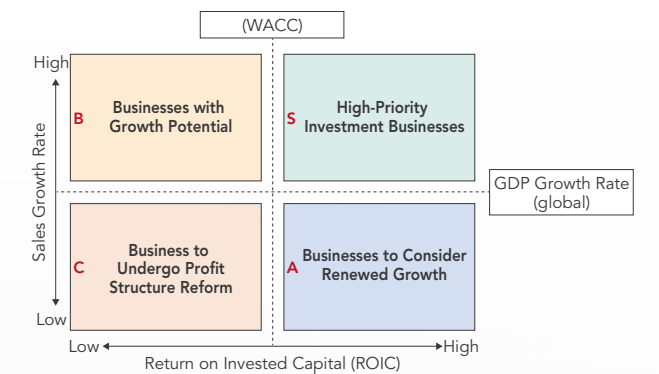 (WACC)
High
B
Businesses with
Growth Potential
S
High-Priority
Investment Businesses
Sales Growth Rate
GDP Growth Rate
(global)
C
Business to
Undergo Profit
Structure Reform
A
Businesses to Consider
Renewed Growth
Low
Low
High
Return on Invested Capital (ROIC)